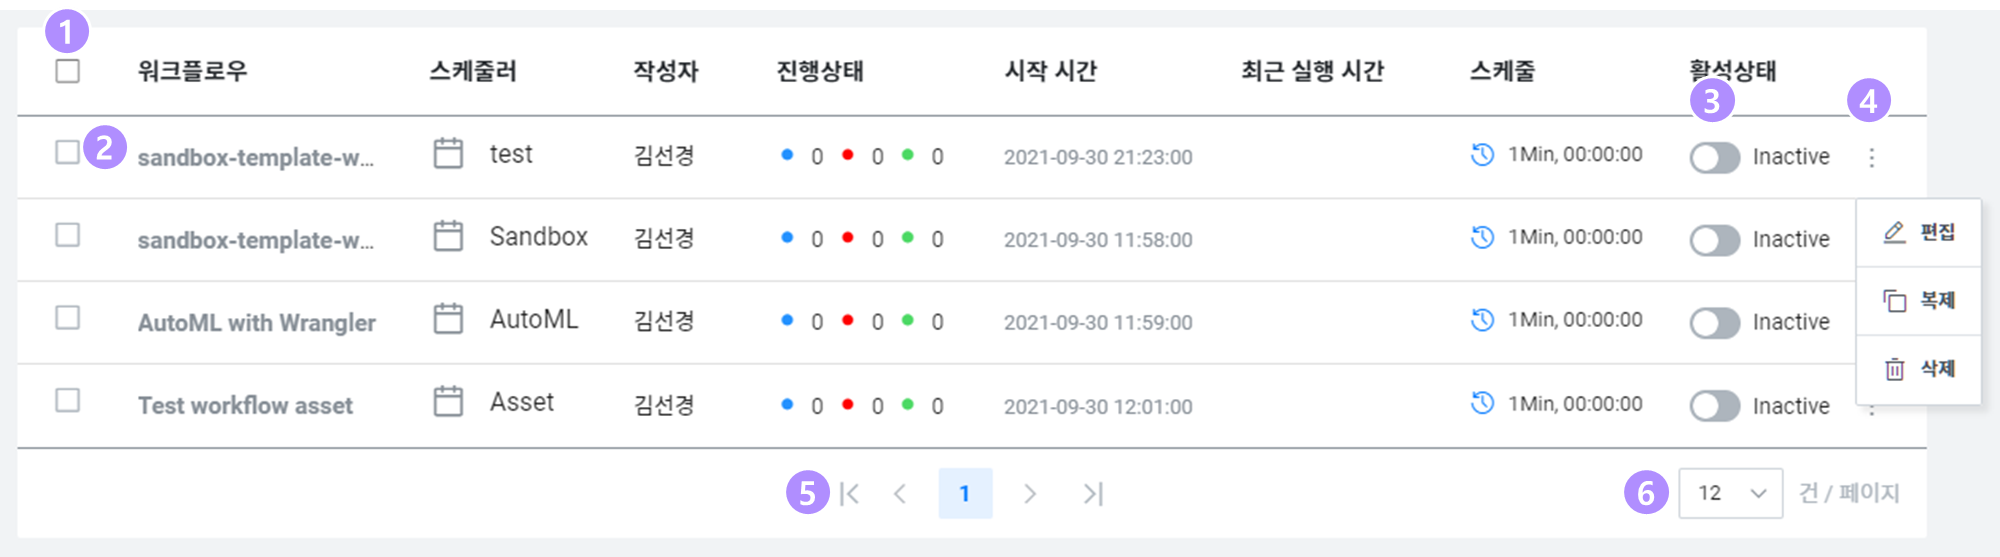 1
워크플로우 스케줄러 작성자 진행상태 시작 시간 최근 실행 시간 스케줄 활성상태
3 4
2 sandbox-template-w... test 김선경 0 0 0 2021-09-30 21:23:00 1Min, 00:00:00 Inactive
sandbox-template-w... Sandbox 김선경 0 0 0 2021-09-30 11:58:00 1Min, 00:00:00 Inactive
편집
복제
삭제
AutoML with Wrangler AutoML 김선경 0 0 0 2021-09-30 11:59:00 1Min, 00:00:00 Inactive
Test workflow asset Asset 김선경 0 0 0 2021-09-30 12:01:00 1Min, 00:00:00 Inactive
5 1 6 12 건 / 페이지